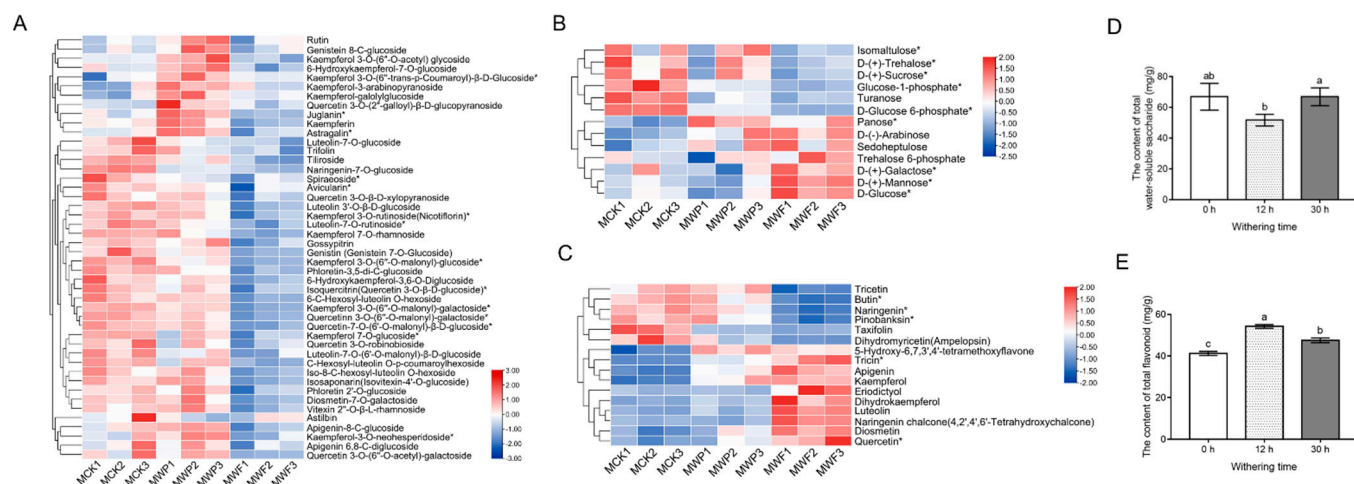 A
Rutin
Genistein 8-C-glucoside
Kaempferol 3-O-(6"-O-acetyl) glycoside
6-Hydroxykaempferol-7-O-glucoside
Kaempferol 3-O-(6"-trans-p-Coumaroyl)-β-D-Glucoside*
Kaempferol-3-arabinopyranoside
Kaempferol-galolylglucoside
Quercetin 3-O-(2"-galloyl)-β-D-glucopyranoside
Juglanin*
Kaempferin
Astragalin*
Luteolin-7-O-glucoside
Trifolin
Tiliroside
Naringenin-7-O-glucoside
Spiraeoside*
Avicularin*
Quercetin 3-O-β-D-xylopyranoside
Luteolin 3'-O-β-D-glucoside
Kaempferol 3-O-rutinoside(Nicotiflorin)*
Luteolin-7-O-rutinoside*
Kaempferol 7-O-rhamnoside
Gossypitrin
Genistin (Genistein 7-O-Glucoside)
Kaempferol 3-O-(6"-O-malonyl)-glucoside*
Phloretin-3,5-di-C-glucoside
6-Hydroxykaempferol-3,6-O-Diglucoside
Isoquercitrin(Quercetin 3-O-β-D-glucoside)*
6-C-Hexosyl-luteolin O-hexoside
Kaempferol 3-O-(6"-O-malonyl)-galactoside*
Quercetin 3-O-(6"-O-malonyl)-galactoside*
Quercetin-7-O-(6'-O-malonyl)-β-D-glucoside*
Kaempferol 7-O-glucoside*
Quercetin 3-O-robinobioside
Luteolin-7-O-(6'-O-malonyl)-β-D-glucoside
C-Hexosyl-luteolin O-p-coumaroylhexoside
Iso-8-C-hexosyl-luteolin O-hexoside
Isosaponarin(Isovitexin-4'-O-glucoside)
Phloretin 2'-O-glucoside
Diosmetin-7-O-galactoside
Vitexin 2"-O-β-L-rhamnoside
Astilbin
Apigenin-8-C-glucoside
Kaempferol-3-O-neohesperidoside*
Apigenin 6,8-C-diglucoside
Quercetin 3-O-(6"-O-acetyl)-galactoside
MCK1 MCK2 MCK3 MWP1 MWP2 MWP3 MWF1 MWF2 MWF3
3.00
2.00
1.00
0.00
-1.00
-2.00
-3.00
B
Isomaltulose*
D-(+)-Trehalose*
D-(+)-Sucrose*
Glucose-1-phosphate*
Turanose
D-Glucose 6-phosphate*
Panose*
D-(-)-Arabinose
Sedoheptulose
Trehalose 6-phosphate
D-(+)-Galactose*
D-(+)-Mannose*
D-Glucose*
MCK1 MCK2 MCK3 MWP1 MWP2 MWP3 MWF1 MWF2 MWF3
2.00
1.50
1.00
0.50
0.00
-0.50
-1.00
-1.50
-2.00
-2.50
C
Tricetin
Butin*
Naringenin*
Pinobanksin*
Taxifolin
Dihydromyricetin(Ampelopsin)
5-Hydroxy-6,7,3',4'-tetramethoxyflavone
Tricin*
Apigenin
Kaempferol
Eriodictyol
Dihydrokaempferol
Luteolin
Naringenin chalcone(4,2',4',6'-Tetrahydroxychalcone)
Diosmetin
Quercetin*
MCK1 MCK2 MCK3 MWP1 MWP2 MWP3 MWF1 MWF2 MWF3
2.00
1.50
1.00
0.50
0.00
-0.50
-1.00
-1.50
-2.00
D
The content of total
water-soluble saccharide (mg/g)
80
60
40
20
0
ab
b
a
0 h 12 h 30 h
Withering time
E
The content of total flavonoid (mg/g)
60
40
20
0
c
a
b
0 h 12 h 30 h
Withering time